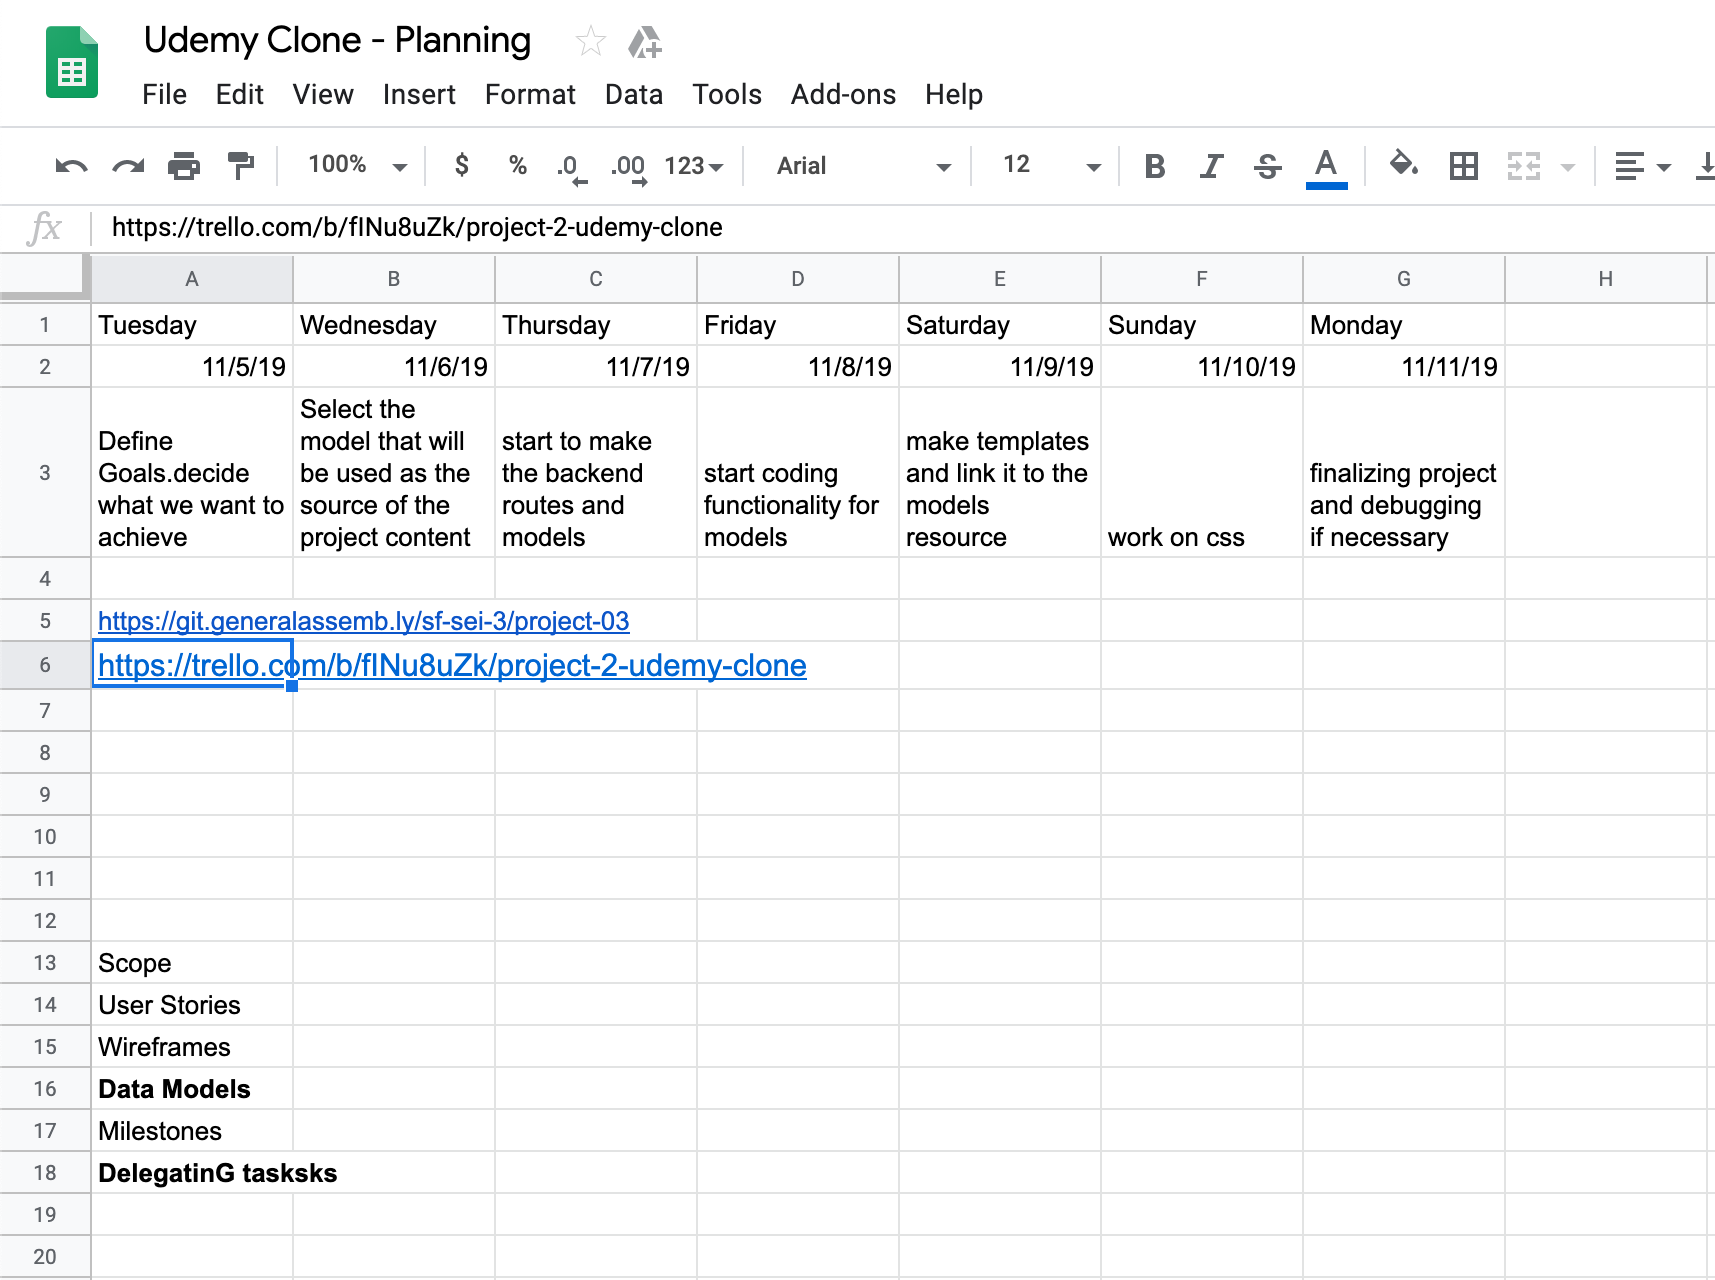 Udemy Clone - Planning
File Edit View Insert Format Data Tools Add-ons Help
100% $ % .0 .00 123 Arial 12 B I S A
fx https://trello.com/b/fINu8uZk/project-2-udemy-clone
A B C D E F G H
1 Tuesday Wednesday Thursday Friday Saturday Sunday Monday
2 11/5/19 11/6/19 11/7/19 11/8/19 11/9/19 11/10/19 11/11/19
3
Define
Goals.decide
what we want to
achieve
Select the
model that will
be used as the
source of the
project content
start to make
the backend
routes and
models
start coding
functionality for
models
make templates
and link it to the
models
resource
work on css
finalizing project
and debugging
if necessary
4
5 https://git.generalassemb.ly/sf-sei-3/project-03
6 https://trello.com/b/fINu8uZk/project-2-udemy-clone
7
8
9
10
11
12
13 Scope
14 User Stories
15 Wireframes
16 Data Models
17 Milestones
18 DelegatinG tasksks
19
20